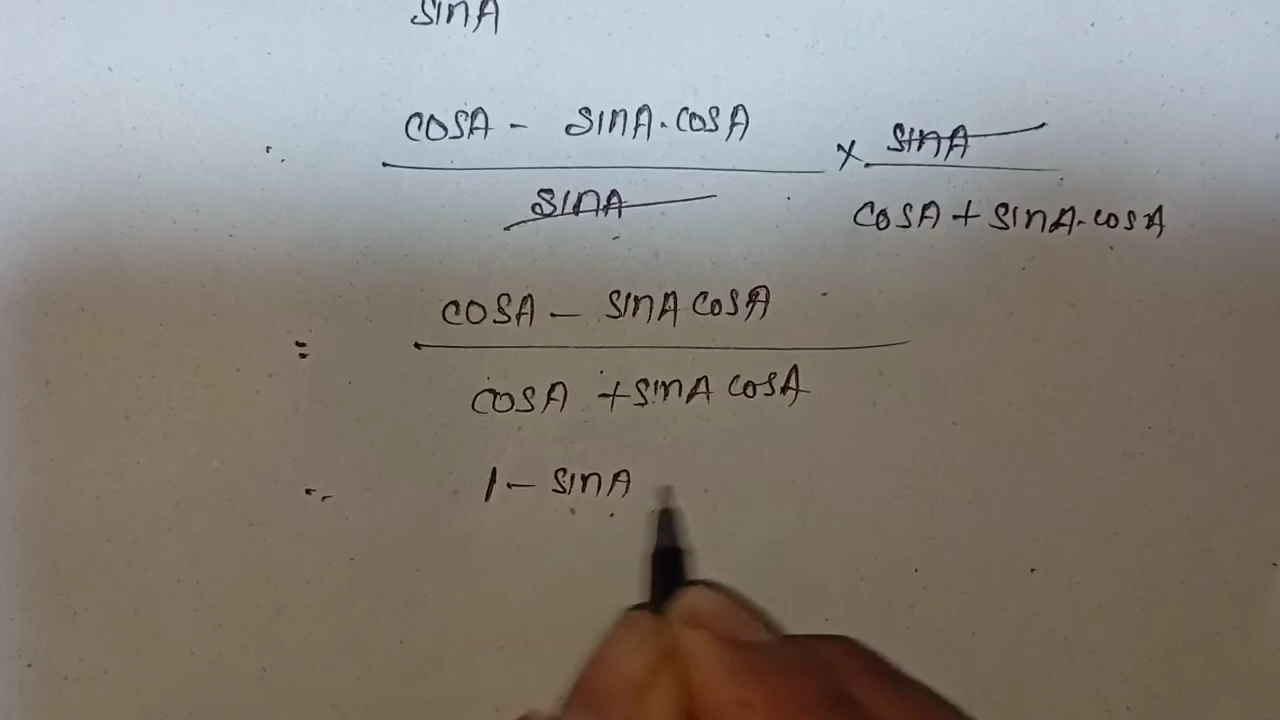 sinA
cosA - sinA.cosA × sinA
sinA cosA + sinA.cosA
= cosA - sinA cosA
cosA + sinA cosA
1 - sinA